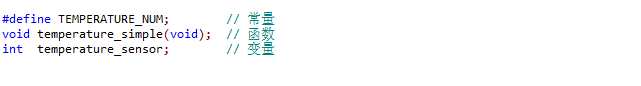 #define TEMPERATURE_NUM;        // 常量
void temperature_simple(void);  // 函数
int  temperature_sensor;        // 变量